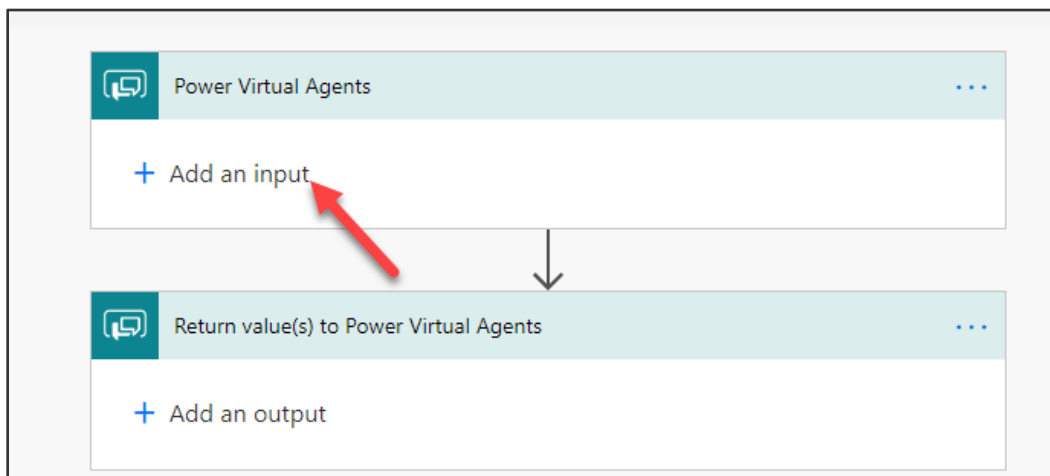 Power Virtual Agents
+ Add an input
Return value(s) to Power Virtual Agents
+ Add an output